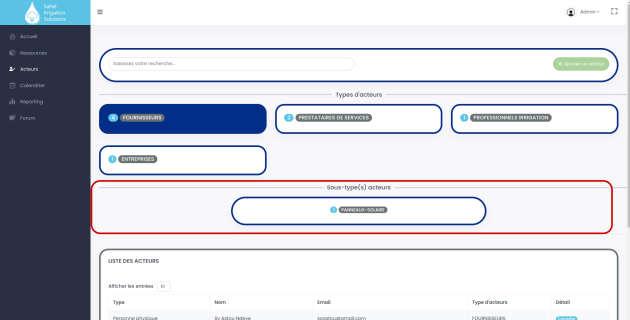 Sahel
Irrigation
Solutions
Admin
Accueil
Ressources
Acteurs
Calendrier
Reporting
Forum
Saisissez votre recherche...
Ajouter un acteur
Types d'acteurs
4 FOURNISSEURS
2 PRESTATAIRES DE SERVICES
1 PROFESSIONNELS IRRIGATION
1 ENTREPRISES
Sous-type(s) acteurs
1 PANNEAUX-SOLAIRE
LISTE DES ACTEURS
Afficher les entrées 10
Type Nom Email Type d'acteurs Détail
Personne physique Sy Astou Ndeye syastou@gmail.com FOURNISSEURS